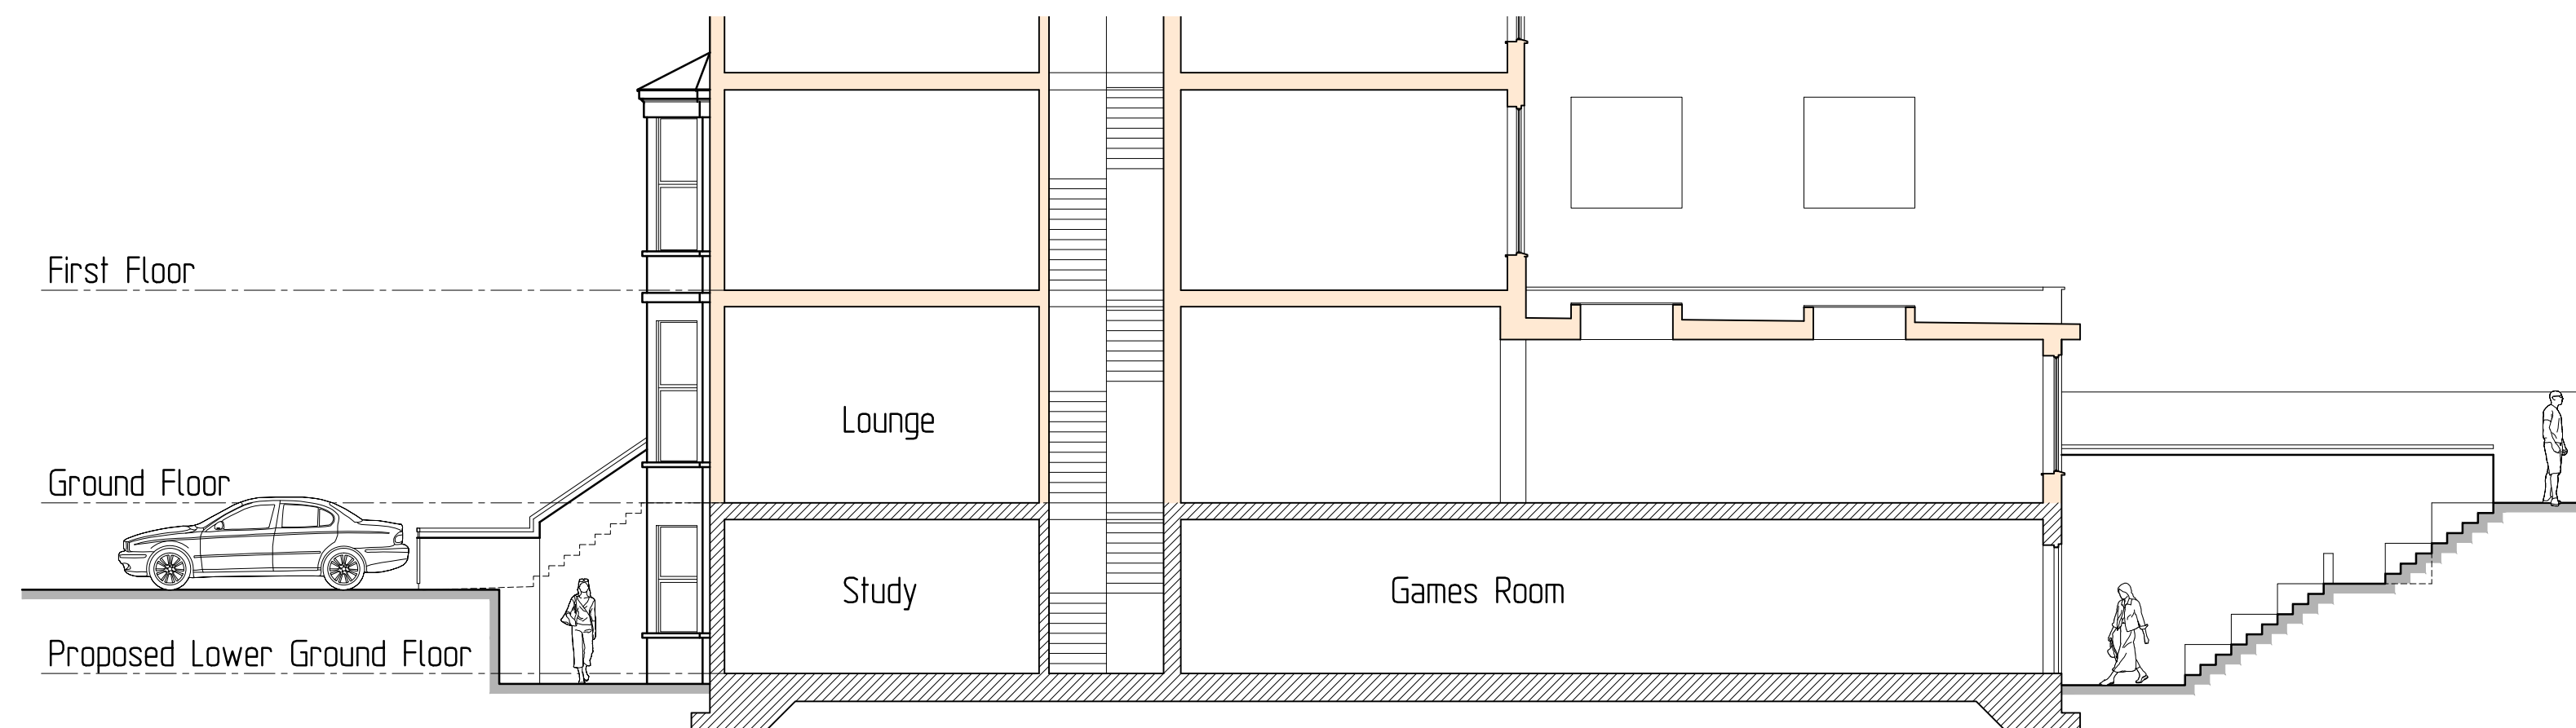 First Floor
Lounge
Ground Floor
Study
Games Room
Proposed Lower Ground Floor